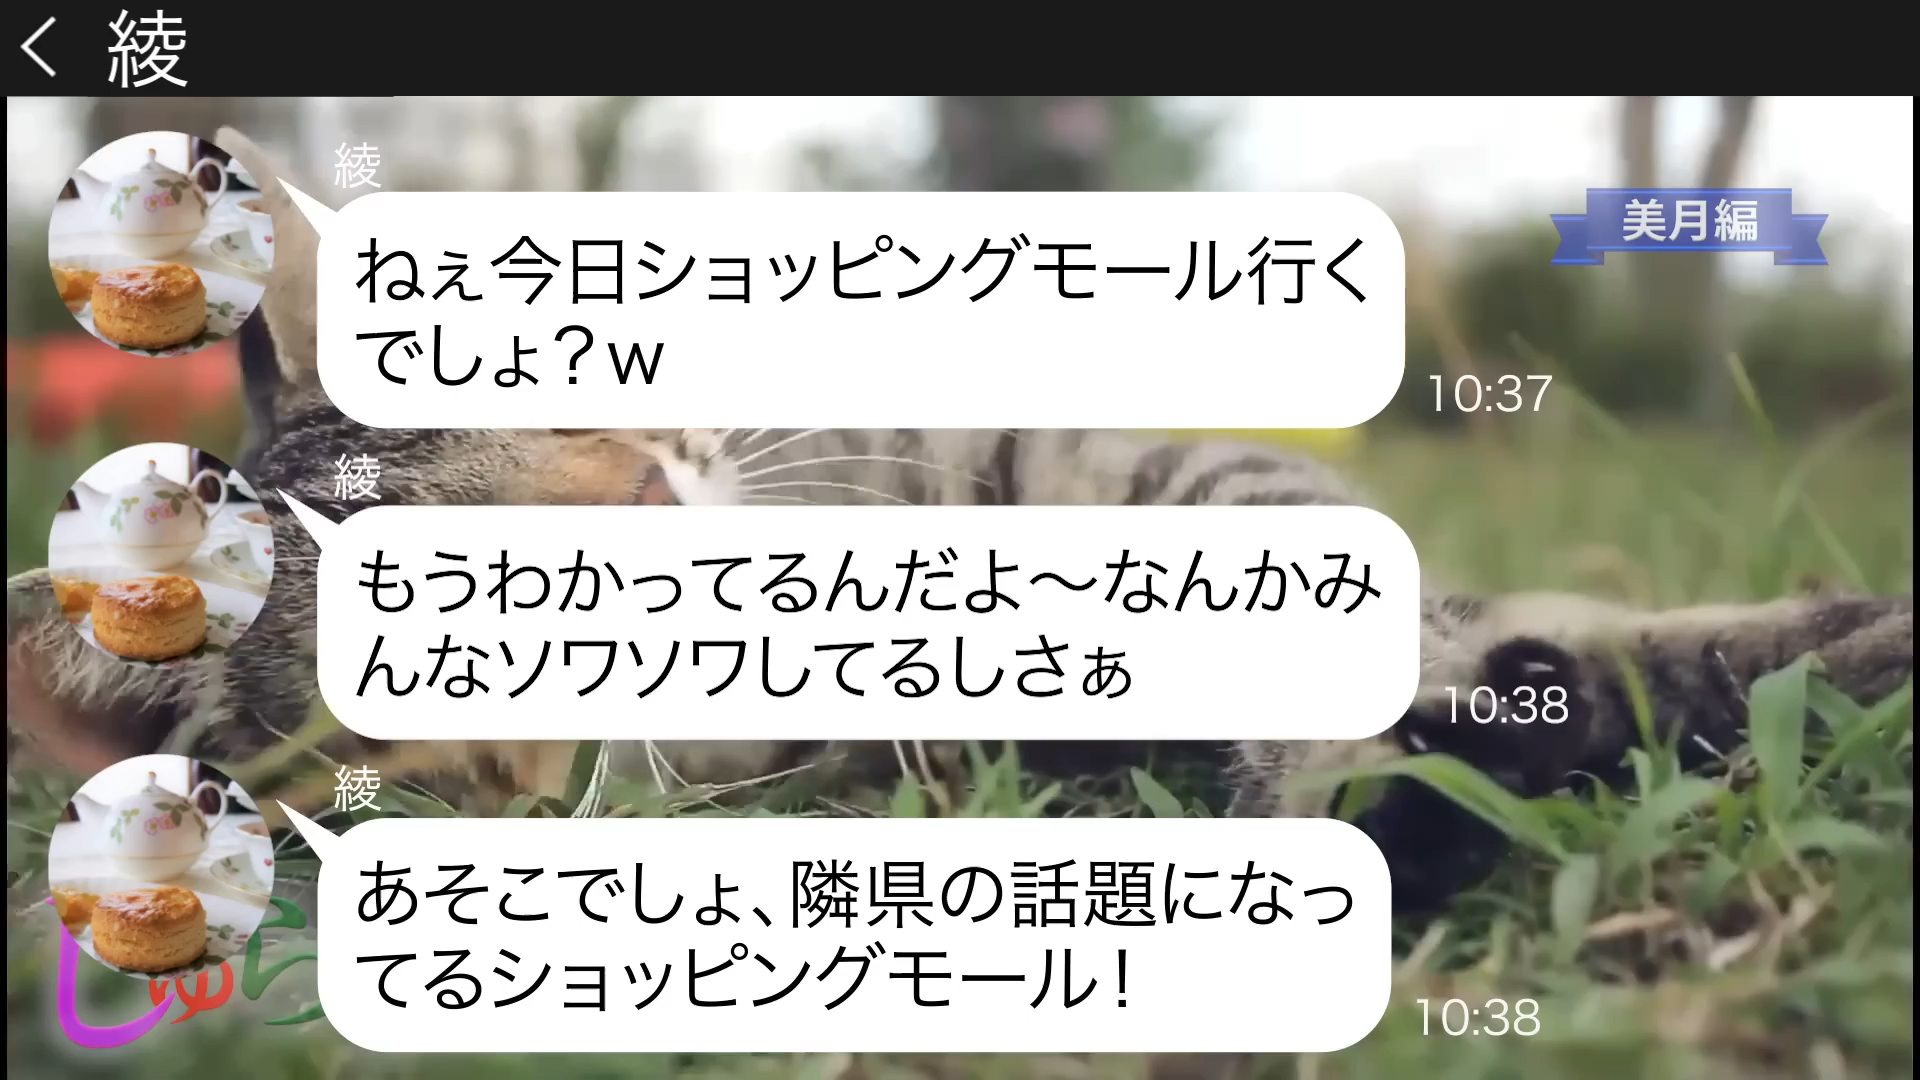 綾
綾
美月編
ねぇ今日ショッピングモール行く
でしょ？w
10:37
綾
もうわかってるんだよ～なんかみ
んなソワソワしてるしさぁ
10:38
綾
あそこでしょ、隣県の話題になっ
てるショッピングモール！
10:38
しゅら